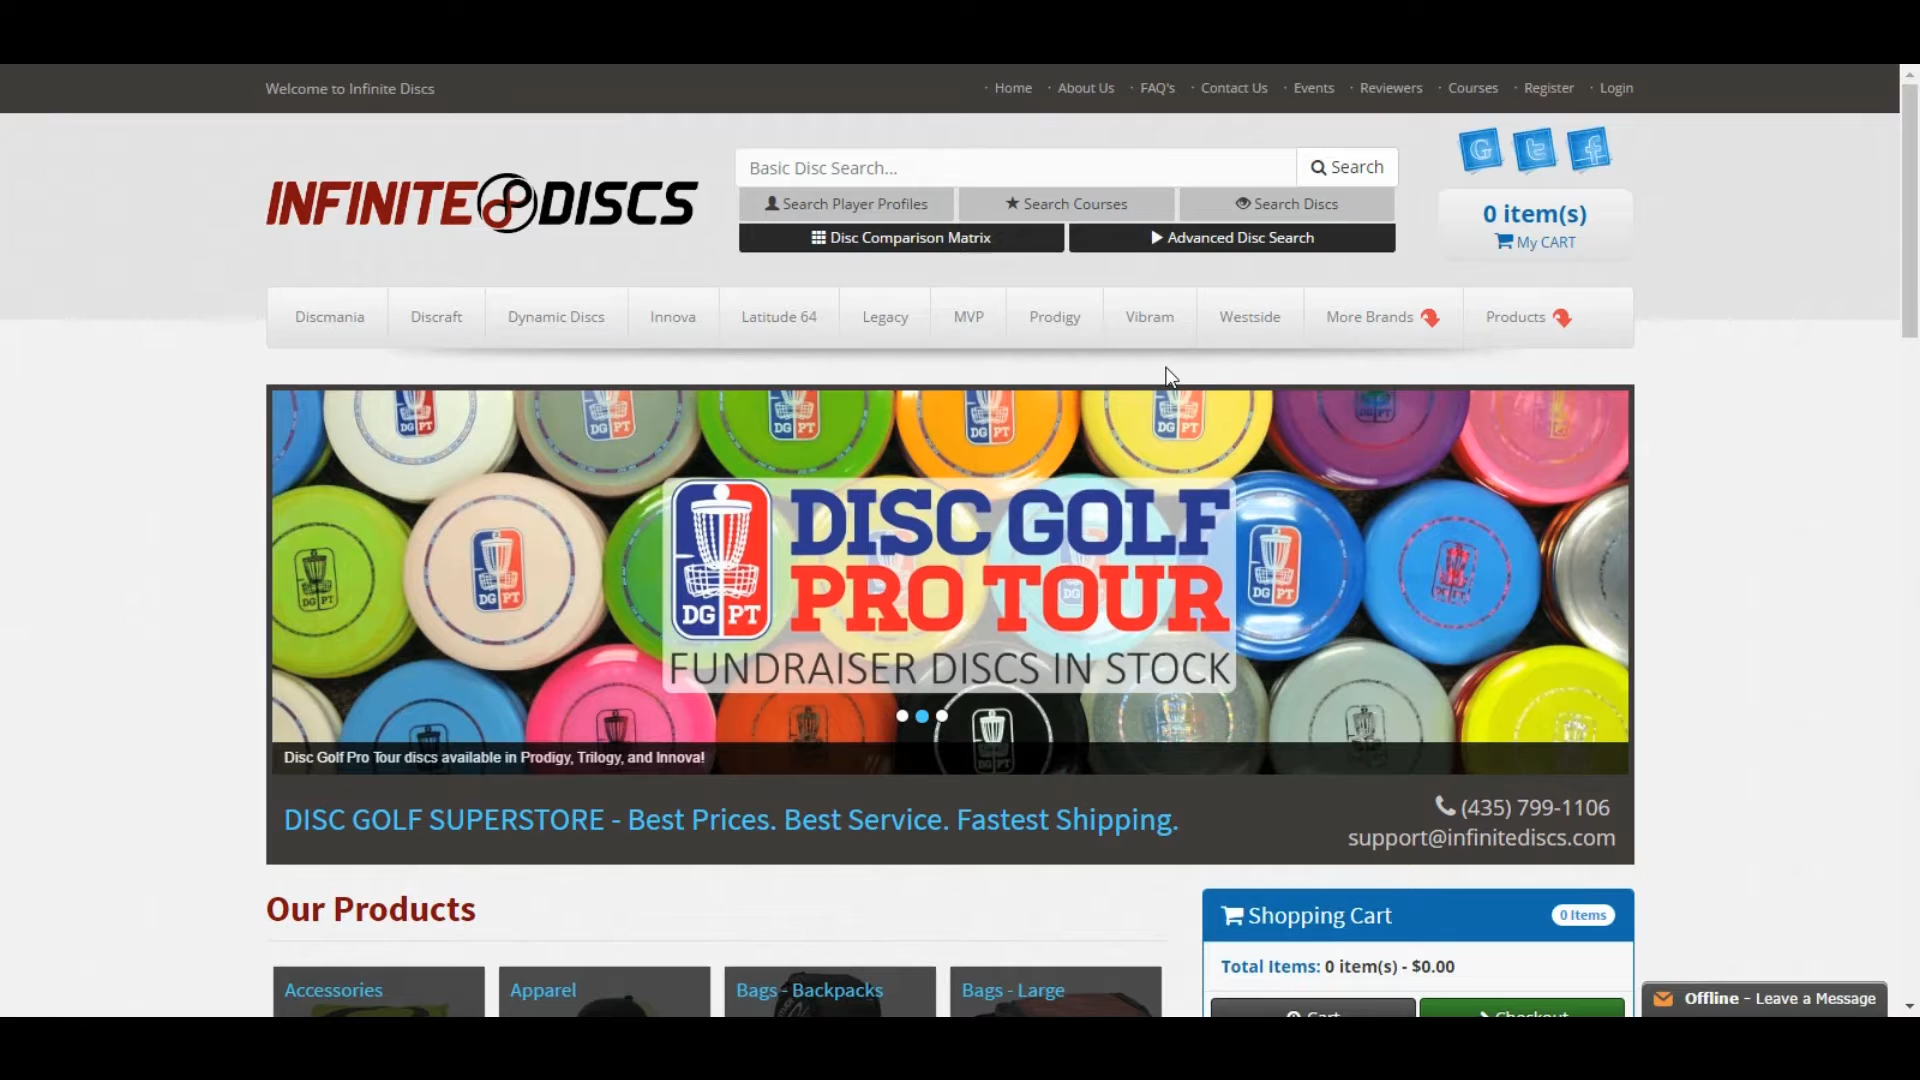 Welcome to Infinite Discs
· Home · About Us · FAQ's · Contact Us · Events · Reviewers · Courses · Register · Login
INFINITE DISCS
Basic Disc Search...
Search
G t f
Search Player Profiles
Search Courses
Search Discs
Disc Comparison Matrix
Advanced Disc Search
0 item(s)
My CART
Discmania
Discraft
Dynamic Discs
Innova
Latitude 64
Legacy
MVP
Prodigy
Vibram
Westside
More Brands
Products
DG PT
DISC GOLF
PRO TOUR
FUNDRAISER DISCS IN STOCK
Disc Golf Pro Tour discs available in Prodigy, Trilogy, and Innova!
DISC GOLF SUPERSTORE - Best Prices. Best Service. Fastest Shipping.
(435) 799-1106
support@infinitediscs.com
Our Products
Shopping Cart
0 Items
Total Items: 0 item(s) - $0.00
Cart
Checkout
Accessories
Apparel
Bags - Backpacks
Bags - Large
Offline - Leave a Message